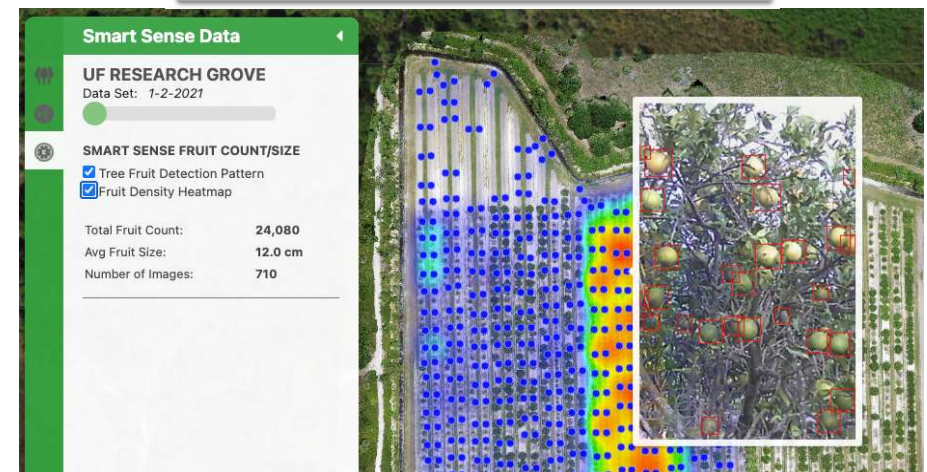 Smart Sense Data
UF RESEARCH GROVE
Data Set: 1-2-2021
SMART SENSE FRUIT COUNT/SIZE
Tree Fruit Detection Pattern
Fruit Density Heatmap
Total Fruit Count: 24,080
Avg Fruit Size: 12.0 cm
Number of Images: 710